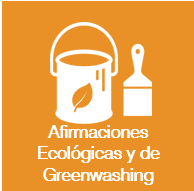 Afirmaciones
Ecológicas y de
Greenwashing